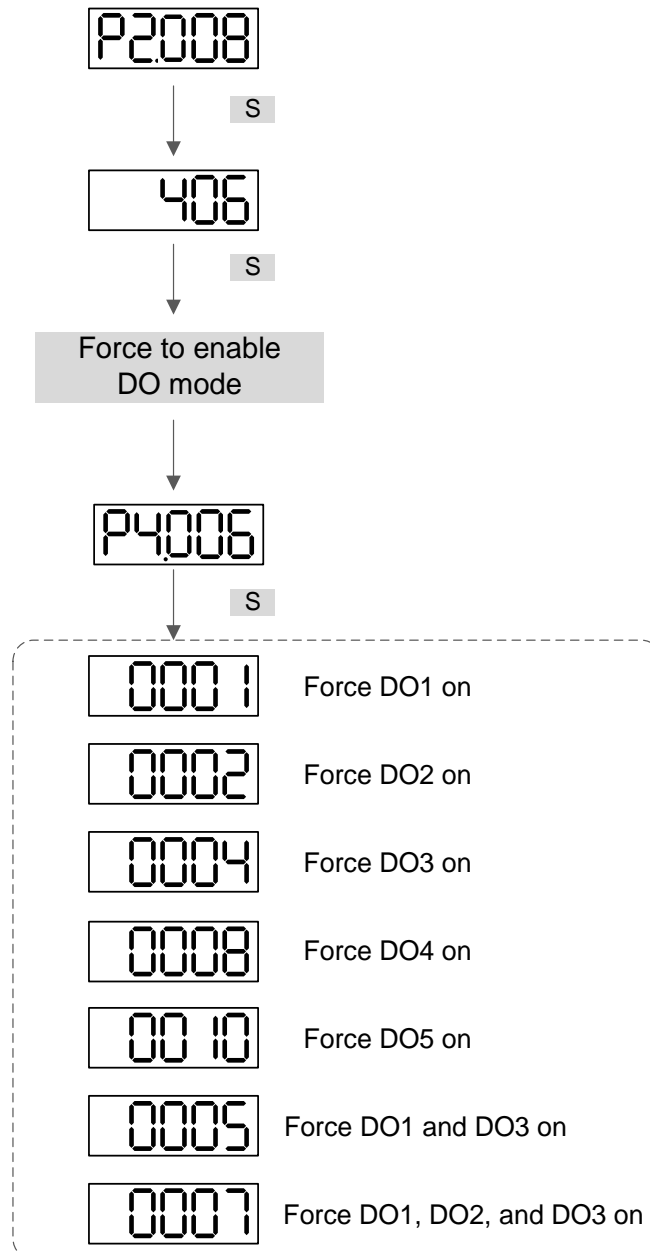 P2.008
S
406
S
Force to enable
DO mode
P4.006
S
0001 Force DO1 on
0002 Force DO2 on
0004 Force DO3 on
0008 Force DO4 on
0010 Force DO5 on
0005 Force DO1 and DO3 on
0007 Force DO1, DO2, and DO3 on